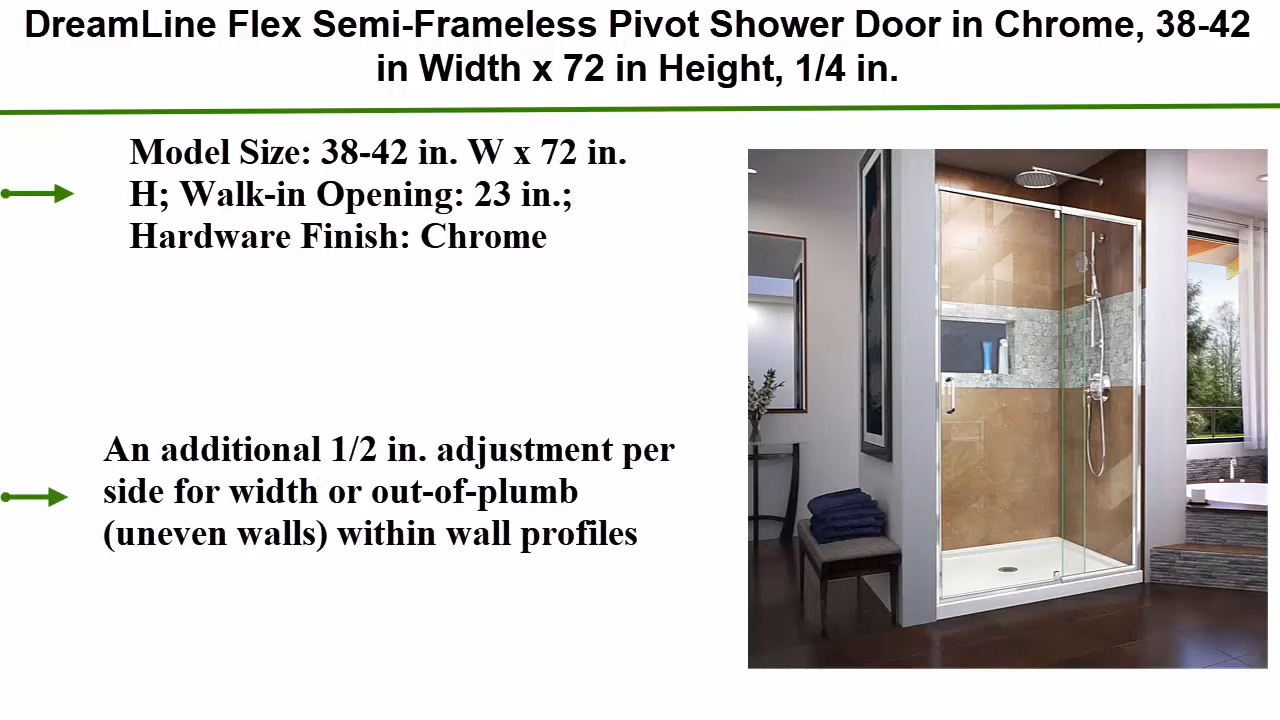 DreamLine Flex Semi-Frameless Pivot Shower Door in Chrome, 38-42
in Width x 72 in Height, 1/4 in.
Model Size: 38-42 in. W x 72 in.
H; Walk-in Opening: 23 in.;
Hardware Finish: Chrome
An additional 1/2 in. adjustment per
side for width or out-of-plumb
(uneven walls) within wall profiles